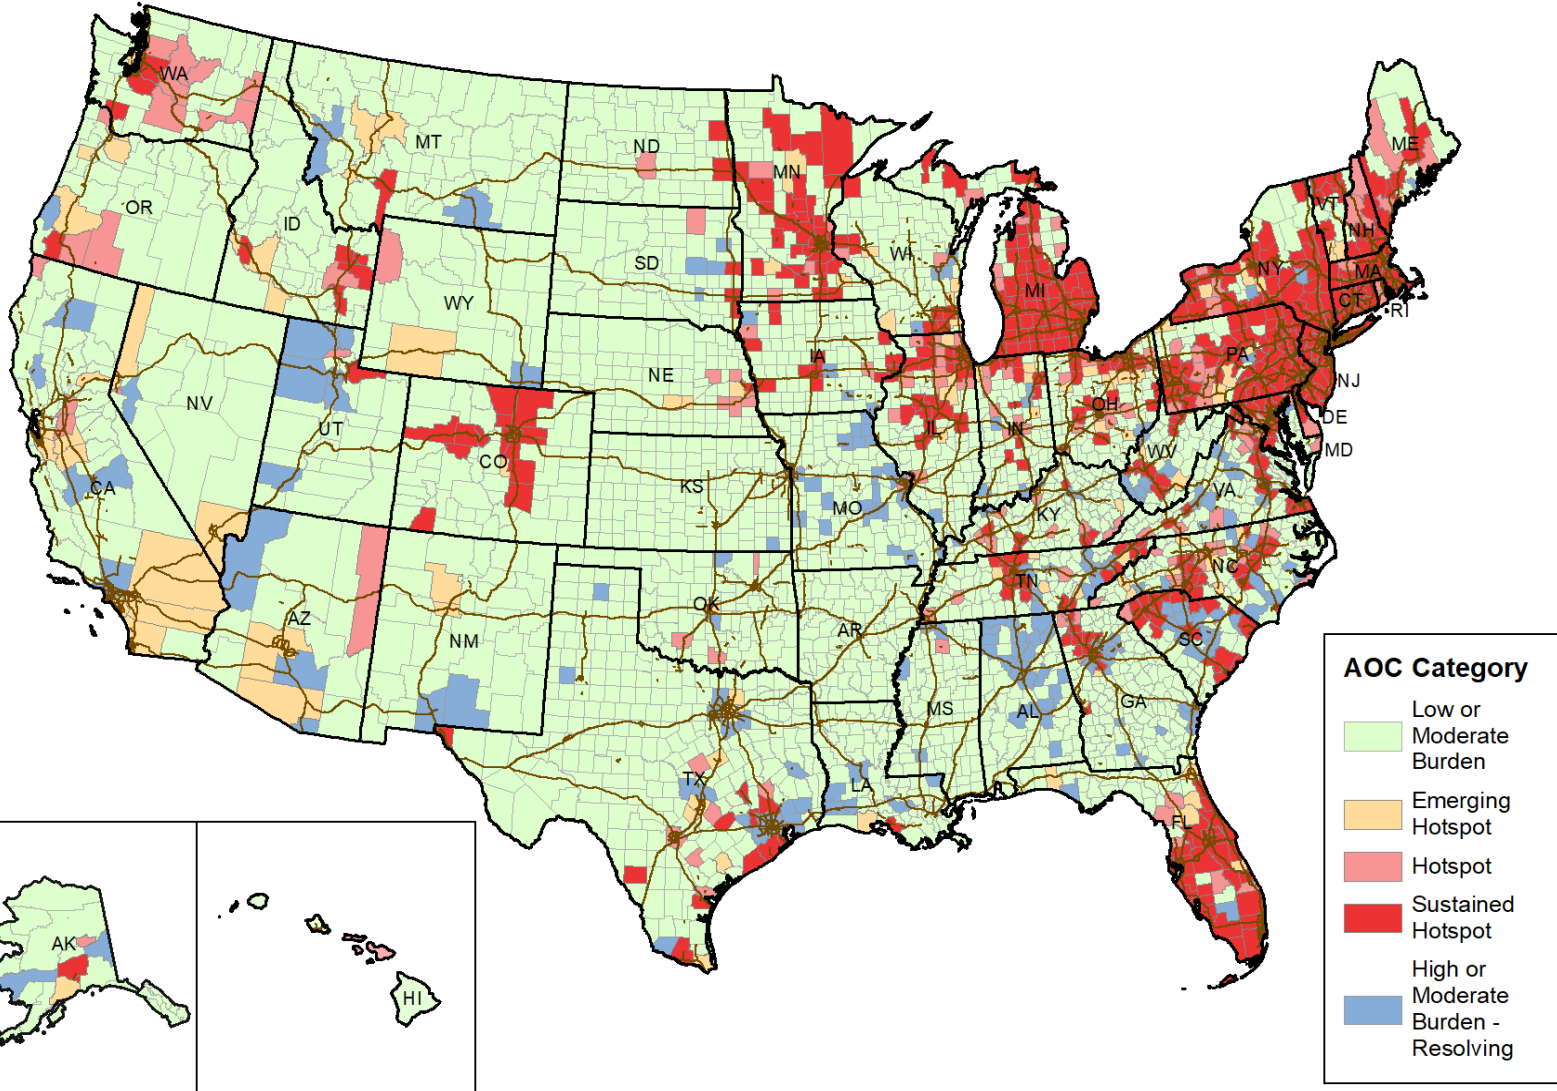 WA
MT
ND
MN
ME
OR
ID
SD
WI
VT
NH
NY
MA
CT
RI
WY
MI
IA
NE
PA
NJ
NV
UT
CO
IL
IN
OH
DE
MD
WV
VA
CA
KS
MO
KY
AZ
NM
OK
AR
TN
NC
SC
MS
AL
GA
TX
LA
FL
AK
HI
AOC Category
Low or
Moderate
Burden
Emerging
Hotspot
Hotspot
Sustained
Hotspot
High or
Moderate
Burden -
Resolving